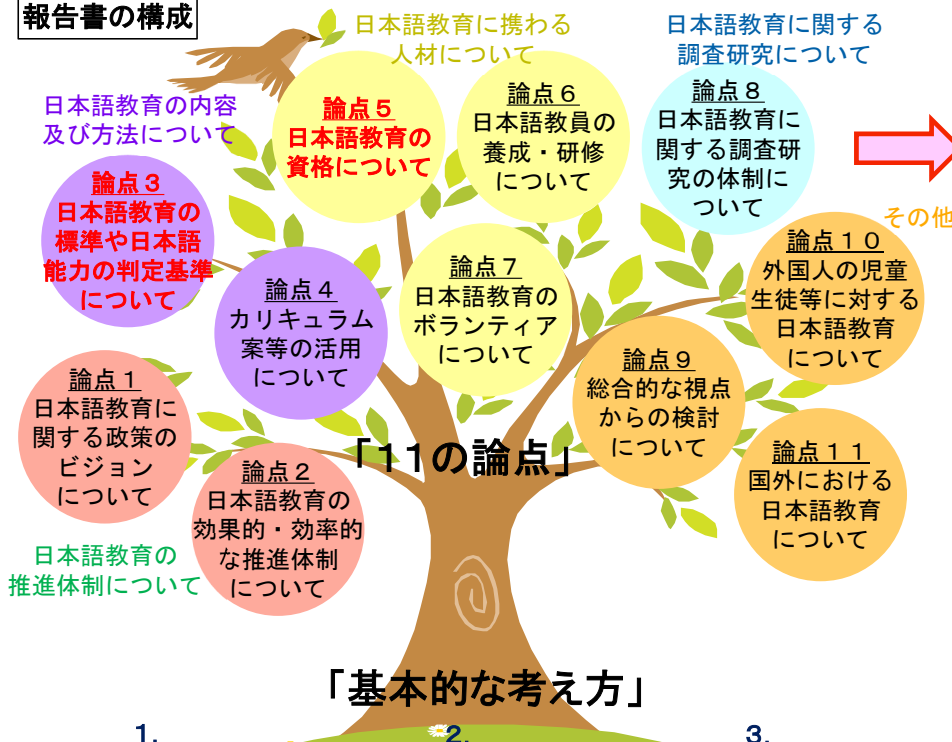 報告書の構成
日本語教育に携わる
人材について
日本語教育に関する
調査研究について
日本語教育の内容
及び方法について
論点５
日本語教育の
資格について
論点６
日本語教員の
養成・研修
について
論点８
日本語教育に
関する調査研
究の体制に
ついて
論点３
日本語教育の
標準や日本語
能力の判定基準
について
その他
論点１０
外国人の児童
生徒等に対する
日本語教育
について
論点４
カリキュラム
案等の活用
について
論点７
日本語教育の
ボランティア
について
論点９
総合的な視点
からの検討
について
論点１
日本語教育に
関する政策の
ビジョン
について
論点２
日本語教育の
効果的・効率的
な推進体制
について
「11の論点」
論点１１
国外における
日本語教育
について
日本語教育の
推進体制について
「基本的な考え方」
1.
2.
3.